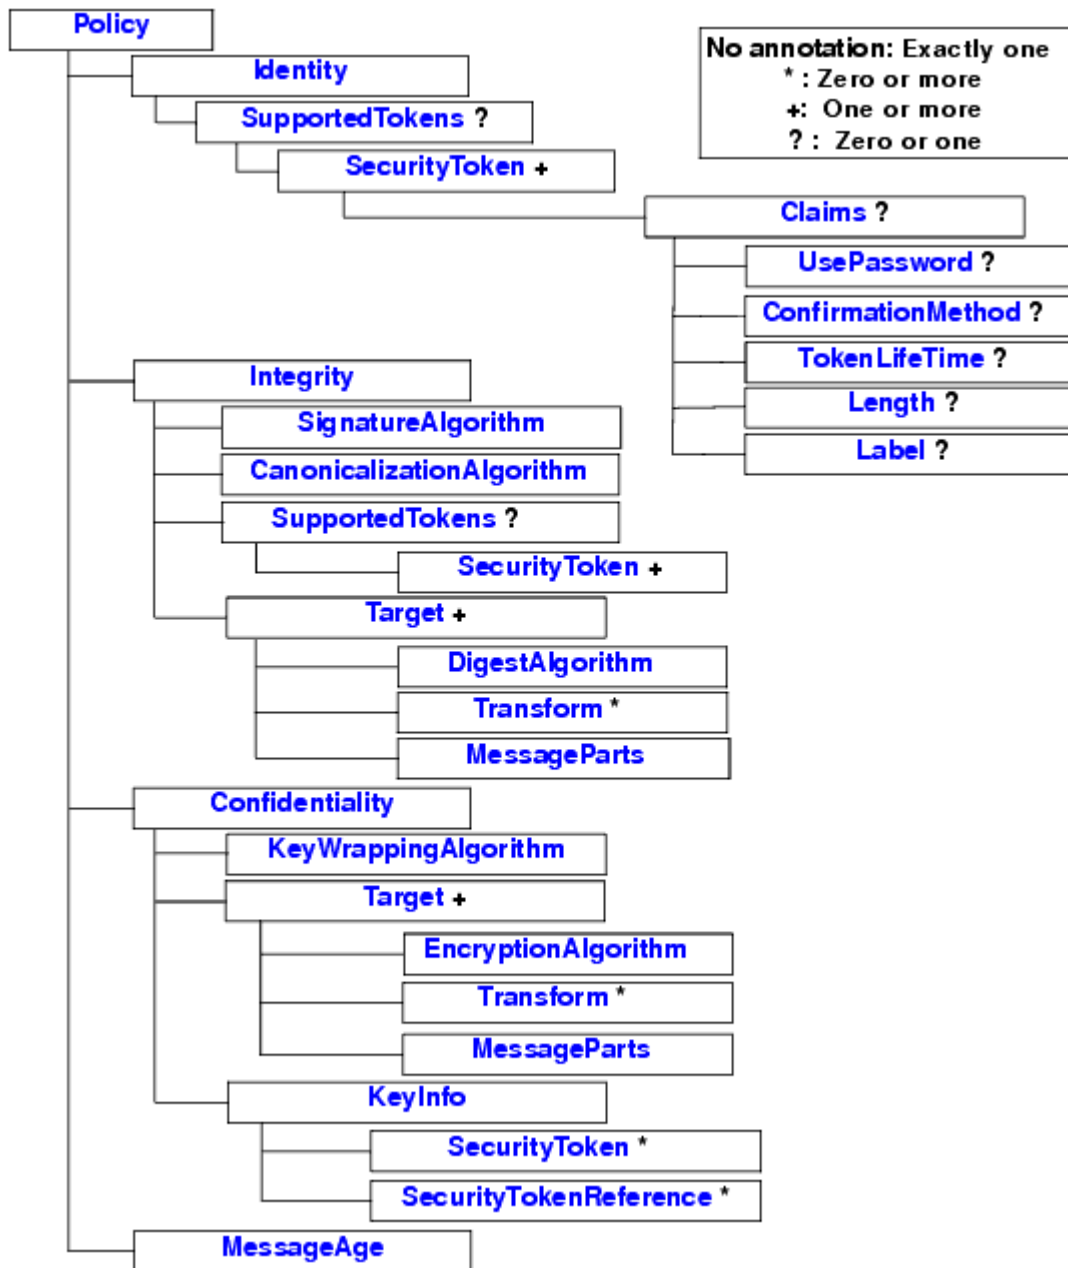 Policy
No annotation: Exactly one
* : Zero or more
+: One or more
? : Zero or one
Identity
SupportedTokens ?
SecurityToken +
Claims ?
UsePassword ?
ConfirmationMethod ?
TokenLifeTime ?
Length ?
Label ?
Integrity
SignatureAlgorithm
CanonicalizationAlgorithm
SupportedTokens ?
SecurityToken +
Target +
DigestAlgorithm
Transform *
MessageParts
Confidentiality
KeyWrappingAlgorithm
Target +
EncryptionAlgorithm
Transform *
MessageParts
KeyInfo
SecurityToken *
SecurityTokenReference *
MessageAge